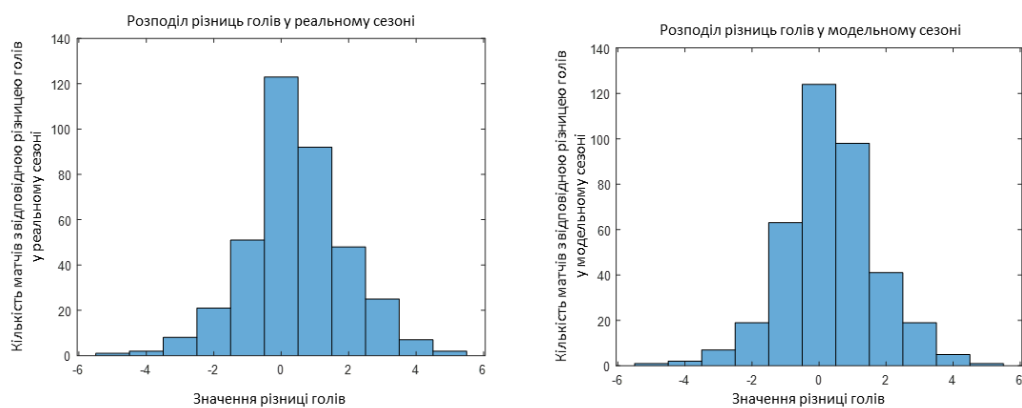 Розподіл різниць голів у реальному сезоні
Кількість матчів з відповідною різницею голів
у реальному сезоні
140
120
100
80
60
40
20
0
-6 -4 -2 0 2 4 6
Значення різниці голів
Розподіл різниць голів у модельному сезоні
Кількість матчів з відповідною різницею голів
у модельному сезоні
140
120
100
80
60
40
20
0
-6 -4 -2 0 2 4 6
Значення різниці голів